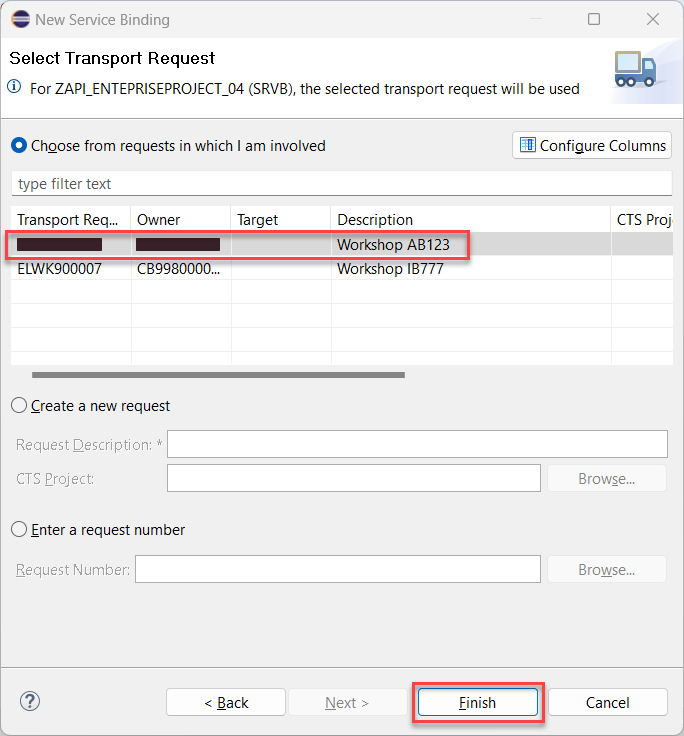 New Service Binding
Select Transport Request
For ZAPI_ENTEPRISEPROJECT_04 (SRVB), the selected transport request will be used
Choose from requests in which I am involved
Configure Columns
type filter text
Transport Req... Owner Target Description CTS Proj
Workshop AB123
ELWK900007 CB9980000... Workshop IB777
Create a new request
Request Description: *
CTS Project: Browse...
Enter a request number
Request Number: Browse...
? < Back Next > Finish Cancel